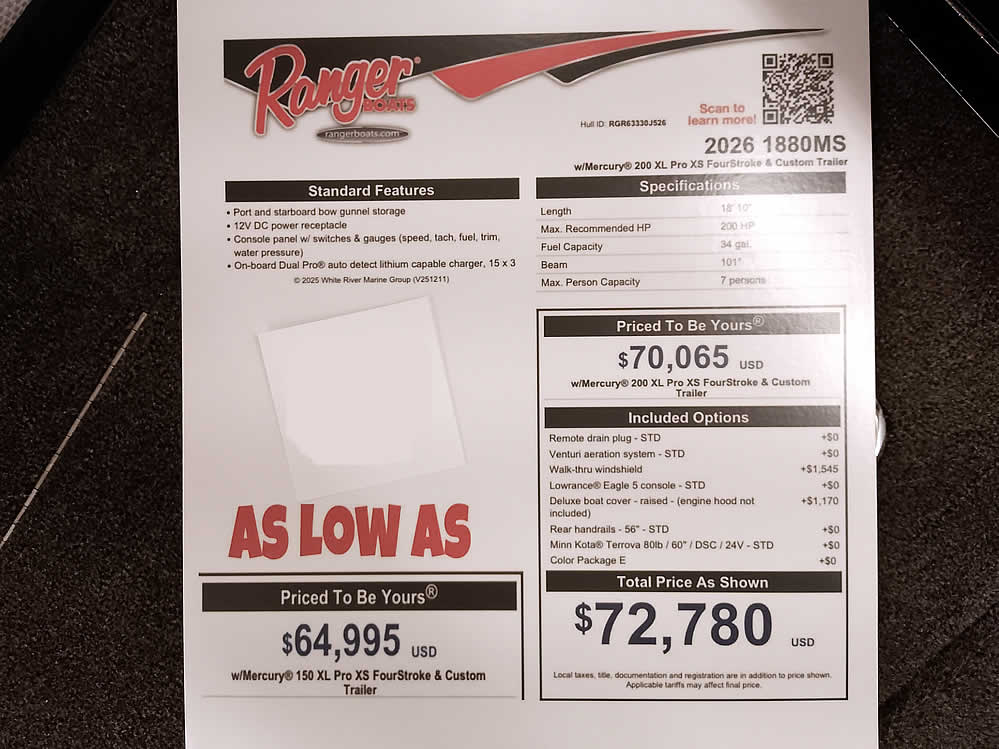 Ranger®
BOATS
rangerboats.com
Scan to
learn more!
Hull ID: RGR63330J526
2026 1880MS
w/Mercury® 200 XL Pro XS FourStroke & Custom Trailer
Standard Features
• Port and starboard bow gunnel storage
• 12V DC power receptacle
• Console panel w/ switches & gauges (speed, tach, fuel, trim,
water pressure)
• On-board Dual Pro® auto detect lithium capable charger, 15 x 3
© 2025 White River Marine Group (V251211)
Specifications
Length 18' 10"
Max. Recommended HP 200 HP
Fuel Capacity 34 gal.
Beam 101"
Max. Person Capacity 7 persons
Priced To Be Yours®
$70,065 USD
w/Mercury® 200 XL Pro XS FourStroke & Custom
Trailer
Included Options
Remote drain plug - STD +$0
Venturi aeration system - STD +$0
Walk-thru windshield +$1,545
Lowrance® Eagle 5 console - STD +$0
Deluxe boat cover - raised - (engine hood not +$1,170
included)
Rear handrails - 56" - STD +$0
Minn Kota® Terrova 80lb / 60" / DSC / 24V - STD +$0
Color Package E +$0
Total Price As Shown
$72,780 USD
Local taxes, title, documentation and registration are in addition to price shown.
Applicable tariffs may affect final price.
AS LOW AS
Priced To Be Yours®
$64,995 USD
w/Mercury® 150 XL Pro XS FourStroke & Custom
Trailer